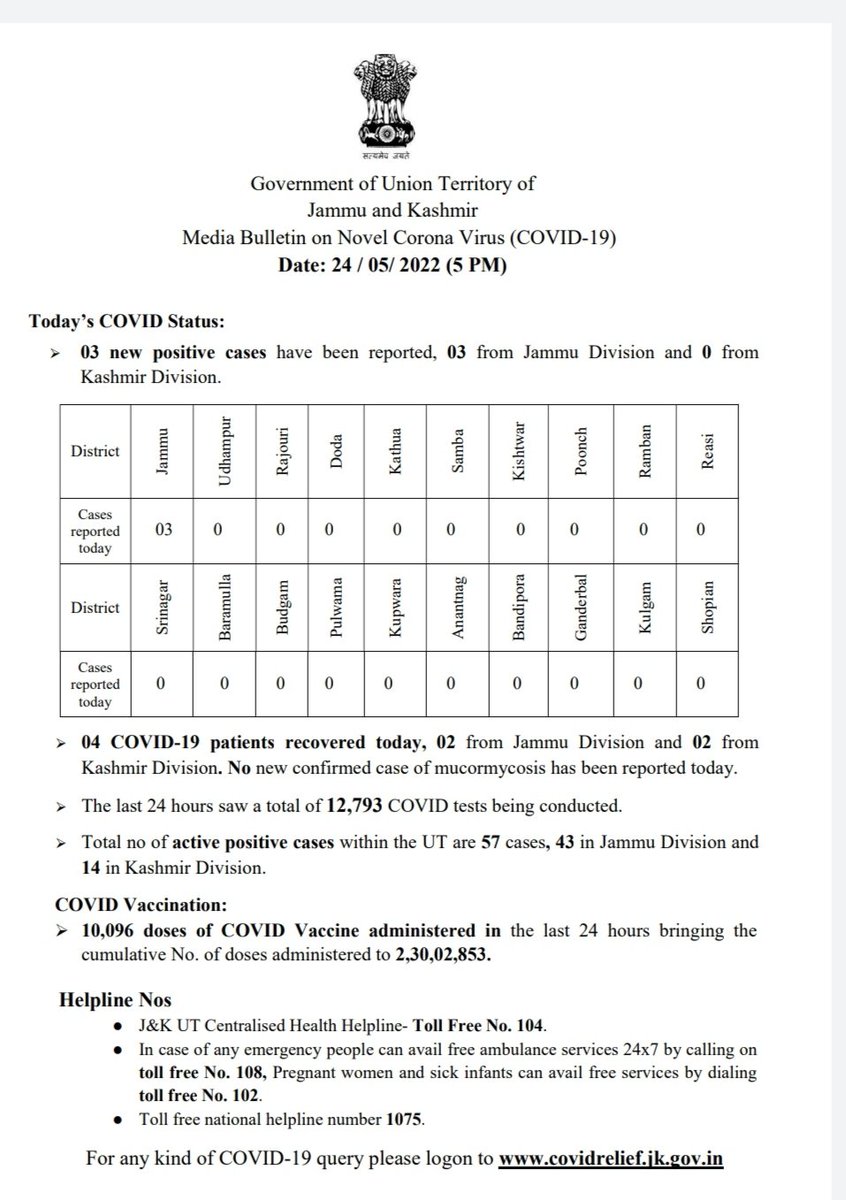 सत्यमेव जयते
Government of Union Territory of
Jammu and Kashmir
Media Bulletin on Novel Corona Virus (COVID-19)
Date: 24 / 05/ 2022 (5 PM)
Today’s COVID Status:
➢ 03 new positive cases have been reported, 03 from Jammu Division and 0 from
Kashmir Division.
District Jammu Udhampur Rajouri Doda Kathua Samba Kishtwar Poonch Ramban Reasi
Cases
reported
today 03 0 0 0 0 0 0 0 0 0
District Srinagar Baramulla Budgam Pulwama Kupwara Anantnag Bandipora Ganderbal Kulgam Shopian
Cases
reported
today 0 0 0 0 0 0 0 0 0 0
➢ 04 COVID-19 patients recovered today, 02 from Jammu Division and 02 from
Kashmir Division. No new confirmed case of mucormycosis has been reported today.
➢ The last 24 hours saw a total of 12,793 COVID tests being conducted.
➢ Total no of active positive cases within the UT are 57 cases, 43 in Jammu Division and
14 in Kashmir Division.
COVID Vaccination:
➢ 10,096 doses of COVID Vaccine administered in the last 24 hours bringing the
cumulative No. of doses administered to 2,30,02,853.
Helpline Nos
● J&K UT Centralised Health Helpline- Toll Free No. 104.
● In case of any emergency people can avail free ambulance services 24x7 by calling on
toll free No. 108, Pregnant women and sick infants can avail free services by dialing
toll free No. 102.
● Toll free national helpline number 1075.
For any kind of COVID-19 query please logon to www.covidrelief.jk.gov.in